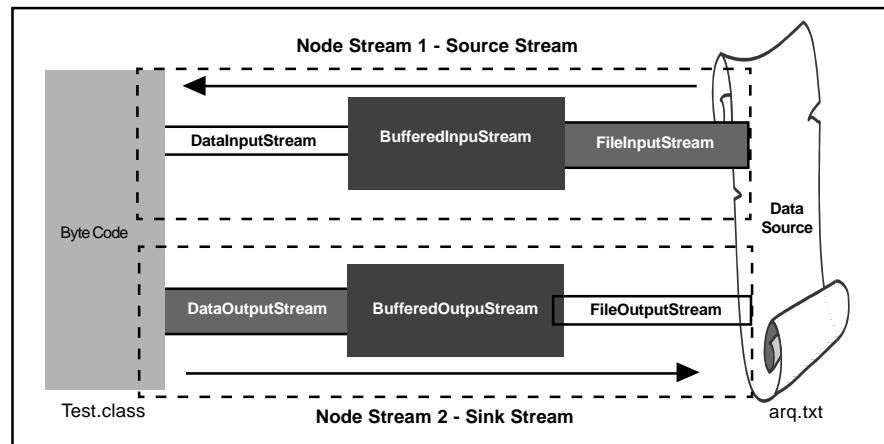 Node Stream 1 - Source Stream
DataInputStream
BufferedInpuStream
FileInputStream
Data
Source
Byte Code
DataOutputStream
BufferedOutpuStream
FileOutputStream
Test.class
Node Stream 2 - Sink Stream
arq.txt